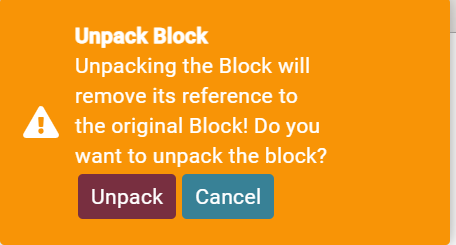 Unpack Block
Unpacking the Block will
remove its reference to
the original Block! Do you
want to unpack the block?
Unpack Cancel